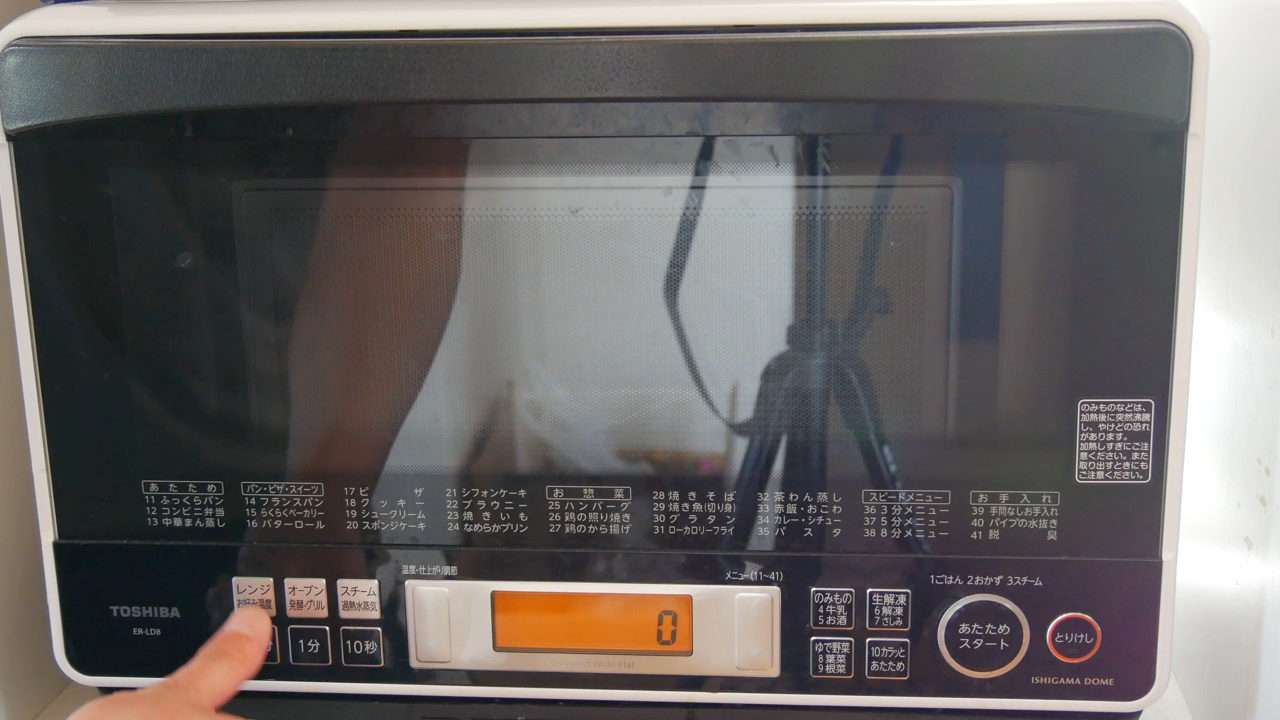 のみものなどは、
加熱後に突然沸騰
し、やけどの恐れ
があります。
加熱しすぎにご注
意ください。また
取り出すときにも
ご注意ください。
あたため
11 ふっくらパン
12 コンビニ弁当
13 中華まん蒸し
パン・ピザ・スイーツ
14 フランスパン
15 らくらくベーカリー
16 バターロール
17 ピザ
18 クッキー
19 シュークリーム
20 スポンジケーキ
21 シフォンケーキ
22 ブラウニー
23 焼きいも
24 なめらかプリン
お惣菜
25 ハンバーグ
26 鶏の照り焼き
27 鶏のから揚げ
28 焼きそば
29 焼き魚(切り身)
30 グラタン
31 ローカロリーフライ
32 茶わん蒸し
33 赤飯・おこわ
34 カレー・シチュー
35 パスタ
スピードメニュー
36 3分メニュー
37 5分メニュー
38 8分メニュー
お手入れ
39 手間なしお手入れ
40 パイプの水抜き
41 脱臭
TOSHIBA
ER-LD8
レンジ
お好み温度
オーブン
発酵・グリル
スチーム
過熱水蒸気
分
1分
10秒
温度・仕上がり調節
メニュー(11~41)
0
Wide Flat
のみもの
4 牛乳
5 お酒
生解凍
6 解凍
7 さしみ
ゆで野菜
8 葉菜
9 根菜
10カラッと
あたため
1ごはん 2おかず 3スチーム
あたため
スタート
とりけし
ISHIGAMA DOME